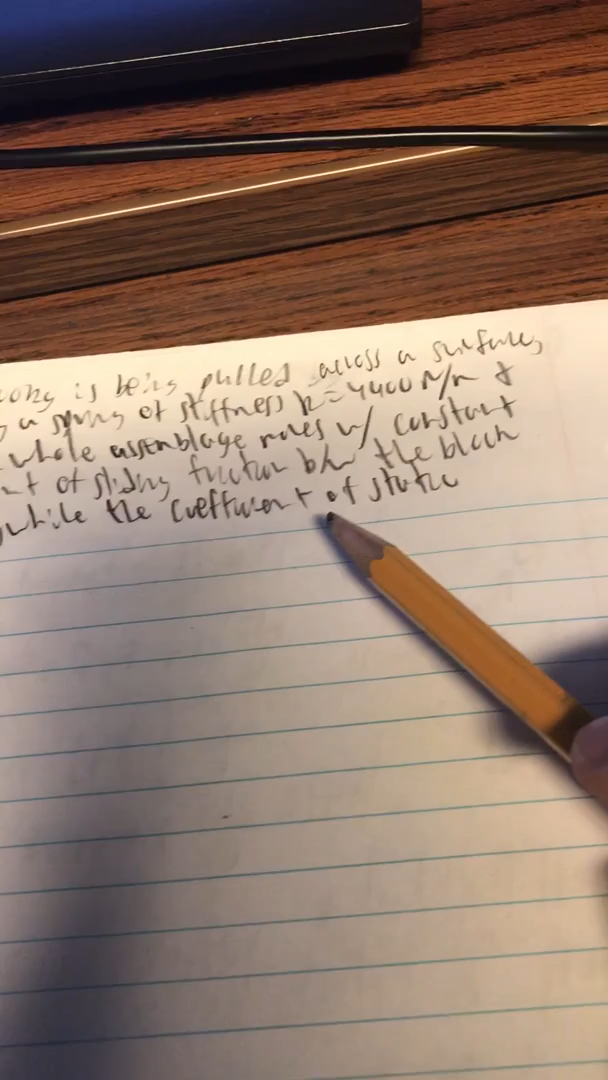 is being pulled across a surface,
a spring of stiffness k=4400 N/m &
whole assemblage moves w/ constant
nt of sliding friction b/w the block
while the coefficient of static